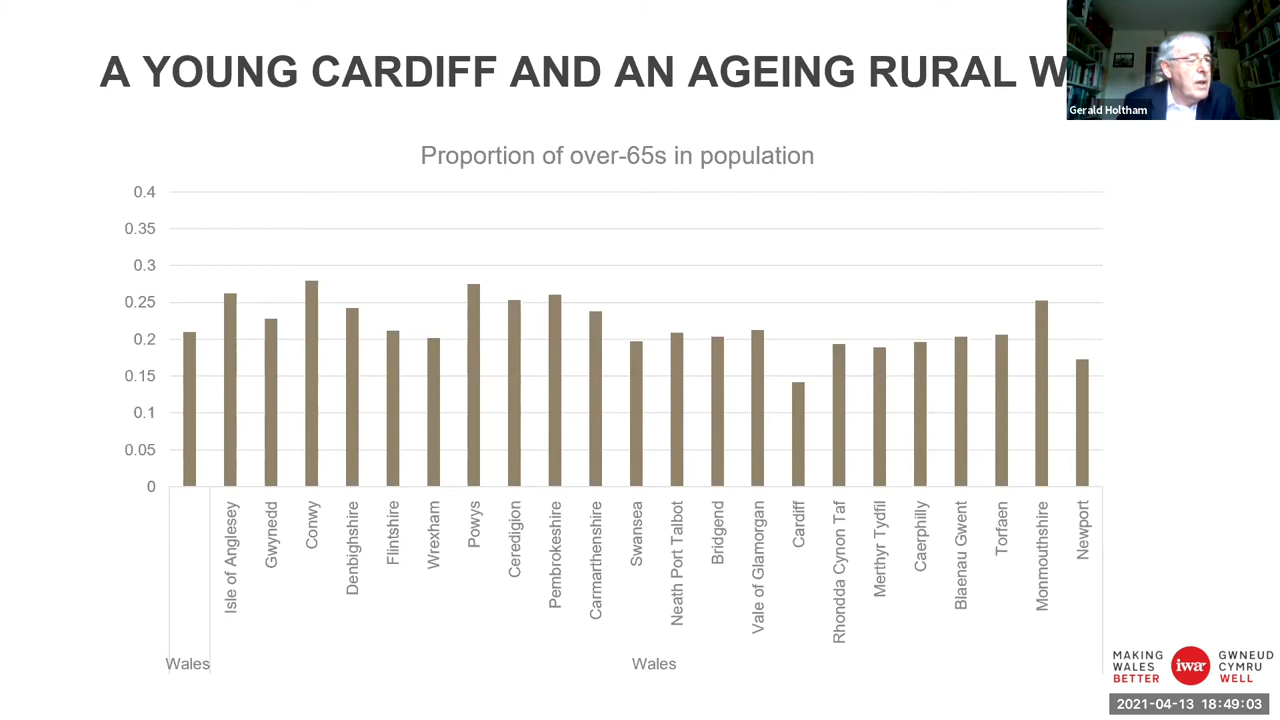 A YOUNG CARDIFF AND AN AGEING RURAL
Gerald Holtham
Proportion of over-65s in population
0.4
0.35
0.3
0.25
0.2
0.15
0.1
0.05
0
Isle of Anglesey
Gwynedd
Conwy
Denbighshire
Flintshire
Wrexham
Powys
Ceredigion
Pembrokeshire
Carmarthenshire
Swansea
Neath Port Talbot
Bridgend
Vale of Glamorgan
Cardiff
Rhondda Cynon Taf
Merthyr Tydfil
Caerphilly
Blaenau Gwent
Torfaen
Monmouthshire
Newport
Wales
Wales
MAKING
WALES
BETTER
iwa
GWNEUD
CYMRU
WELL
2021-04-13 18:49:03